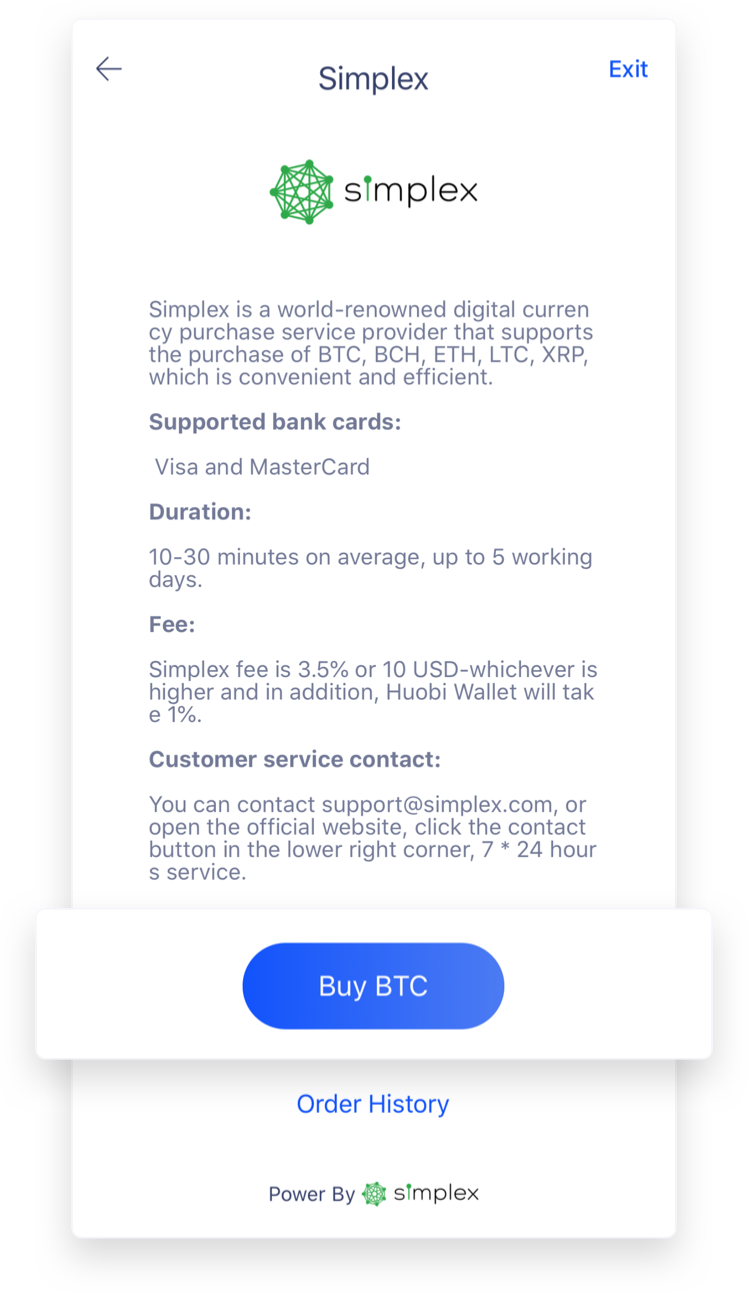 Simplex
Exit
simplex
Simplex is a world-renowned digital curren
cy purchase service provider that supports
the purchase of BTC, BCH, ETH, LTC, XRP,
which is convenient and efficient.
Supported bank cards:
Visa and MasterCard
Duration:
10-30 minutes on average, up to 5 working
days.
Fee:
Simplex fee is 3.5% or 10 USD-whichever is
higher and in addition, Huobi Wallet will tak
e 1%.
Customer service contact:
You can contact support@simplex.com, or
open the official website, click the contact
button in the lower right corner, 7 * 24 hour
s service.
Buy BTC
Order History
Power By simplex